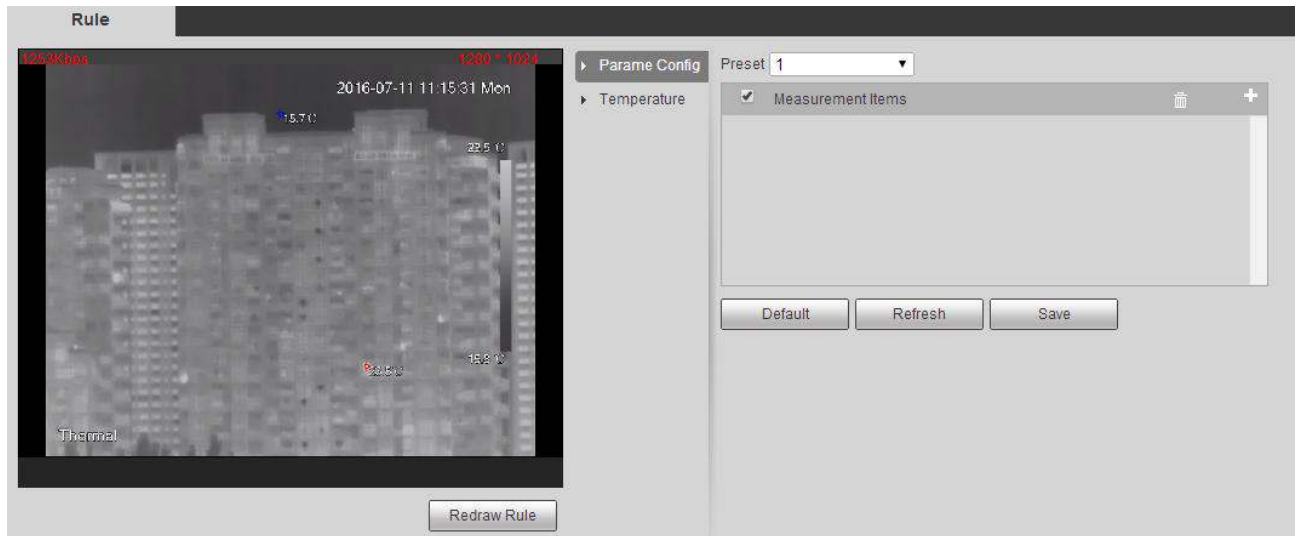 Rule
1253Kbps 1280 * 1024
2016-07-11 11:15:31 Mon
15.7℃
22.5 ℃
15.8 ℃
Thermal
Redraw Rule
Parame Config
Temperature
Preset 1
Measurement Items
Default Refresh Save